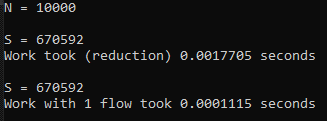 N = 10000
S = 670592
Work took (reduction) 0.0017705 seconds
S = 670592
Work with 1 flow took 0.0001115 seconds